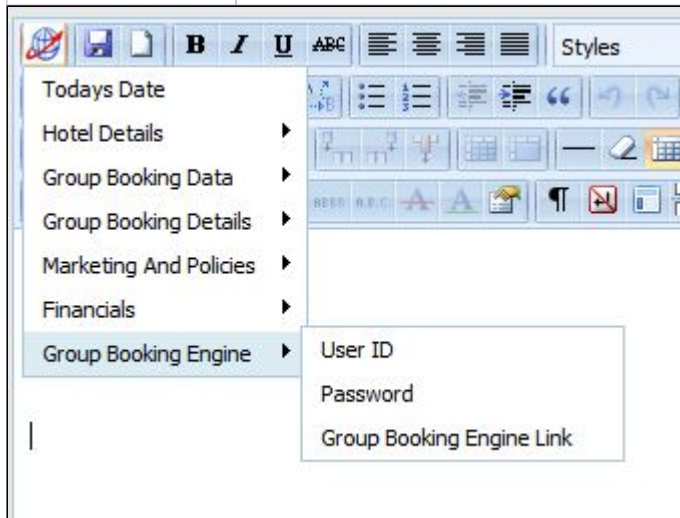 B I U ABC Styles
Todays Date
Hotel Details
Group Booking Data
Group Booking Details
Marketing And Policies
Financials
Group Booking Engine
User ID
Password
Group Booking Engine Link